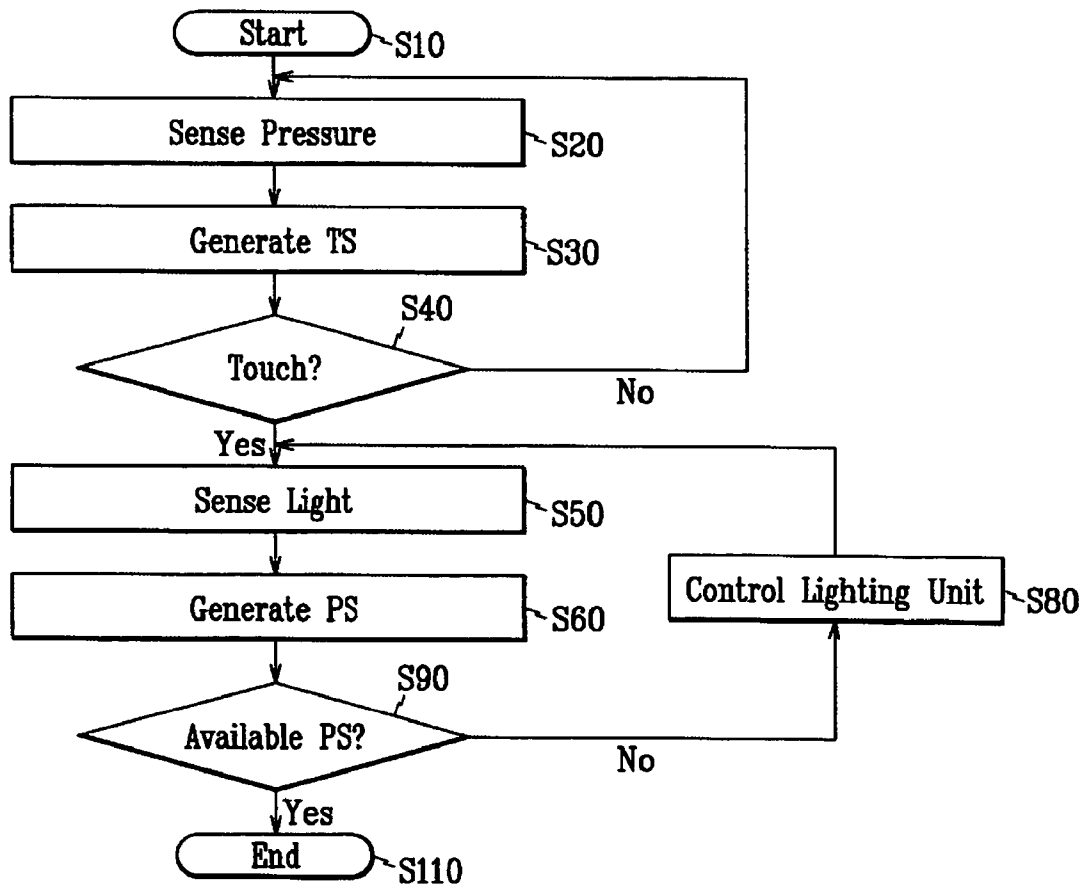 Start
S10
Sense Pressure
S20
Generate TS
S30
S40
Touch?
No
Yes
Sense Light
S50
Control Lighting Unit
S80
Generate PS
S60
S90
Available PS?
No
Yes
End
S110